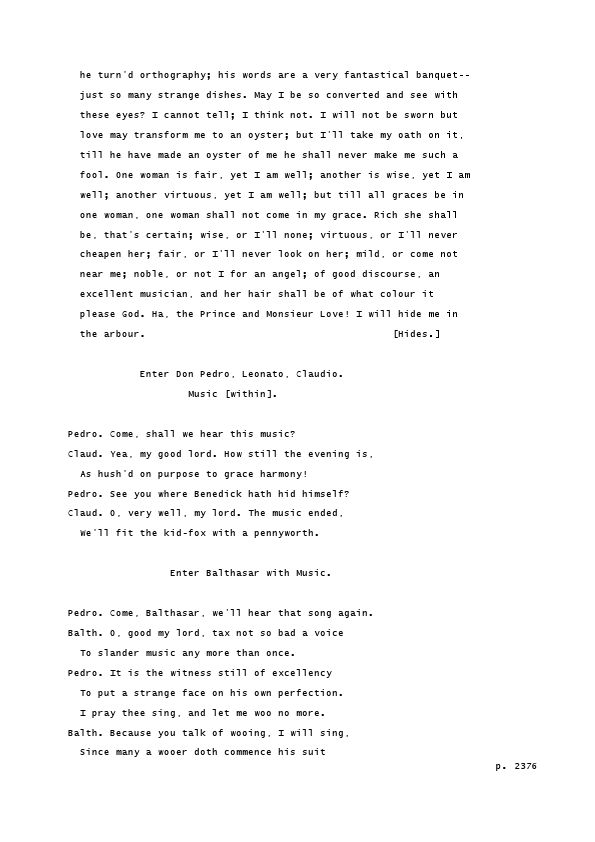 he turn'd orthography; his words are a very fantastical banquet--
just so many strange dishes. May I be so converted and see with
these eyes? I cannot tell; I think not. I will not be sworn but
love may transform me to an oyster; but I'll take my oath on it,
till he have made an oyster of me he shall never make me such a
fool. One woman is fair, yet I am well; another is wise, yet I am
well; another virtuous, yet I am well; but till all graces be in
one woman, one woman shall not come in my grace. Rich she shall
be, that's certain; wise, or I'll none; virtuous, or I'll never
cheapen her; fair, or I'll never look on her; mild, or come not
near me; noble, or not I for an angel; of good discourse, an
excellent musician, and her hair shall be of what colour it
please God. Ha, the Prince and Monsieur Love! I will hide me in
the arbour. [Hides.]
Enter Don Pedro, Leonato, Claudio.
Music [within].
Pedro. Come, shall we hear this music?
Claud. Yea, my good lord. How still the evening is,
As hush'd on purpose to grace harmony!
Pedro. See you where Benedick hath hid himself?
Claud. O, very well, my lord. The music ended,
We'll fit the kid-fox with a pennyworth.
Enter Balthasar with Music.
Pedro. Come, Balthasar, we'll hear that song again.
Balth. O, good my lord, tax not so bad a voice
To slander music any more than once.
Pedro. It is the witness still of excellency
To put a strange face on his own perfection.
I pray thee sing, and let me woo no more.
Balth. Because you talk of wooing, I will sing,
Since many a wooer doth commence his suit
p. 2376